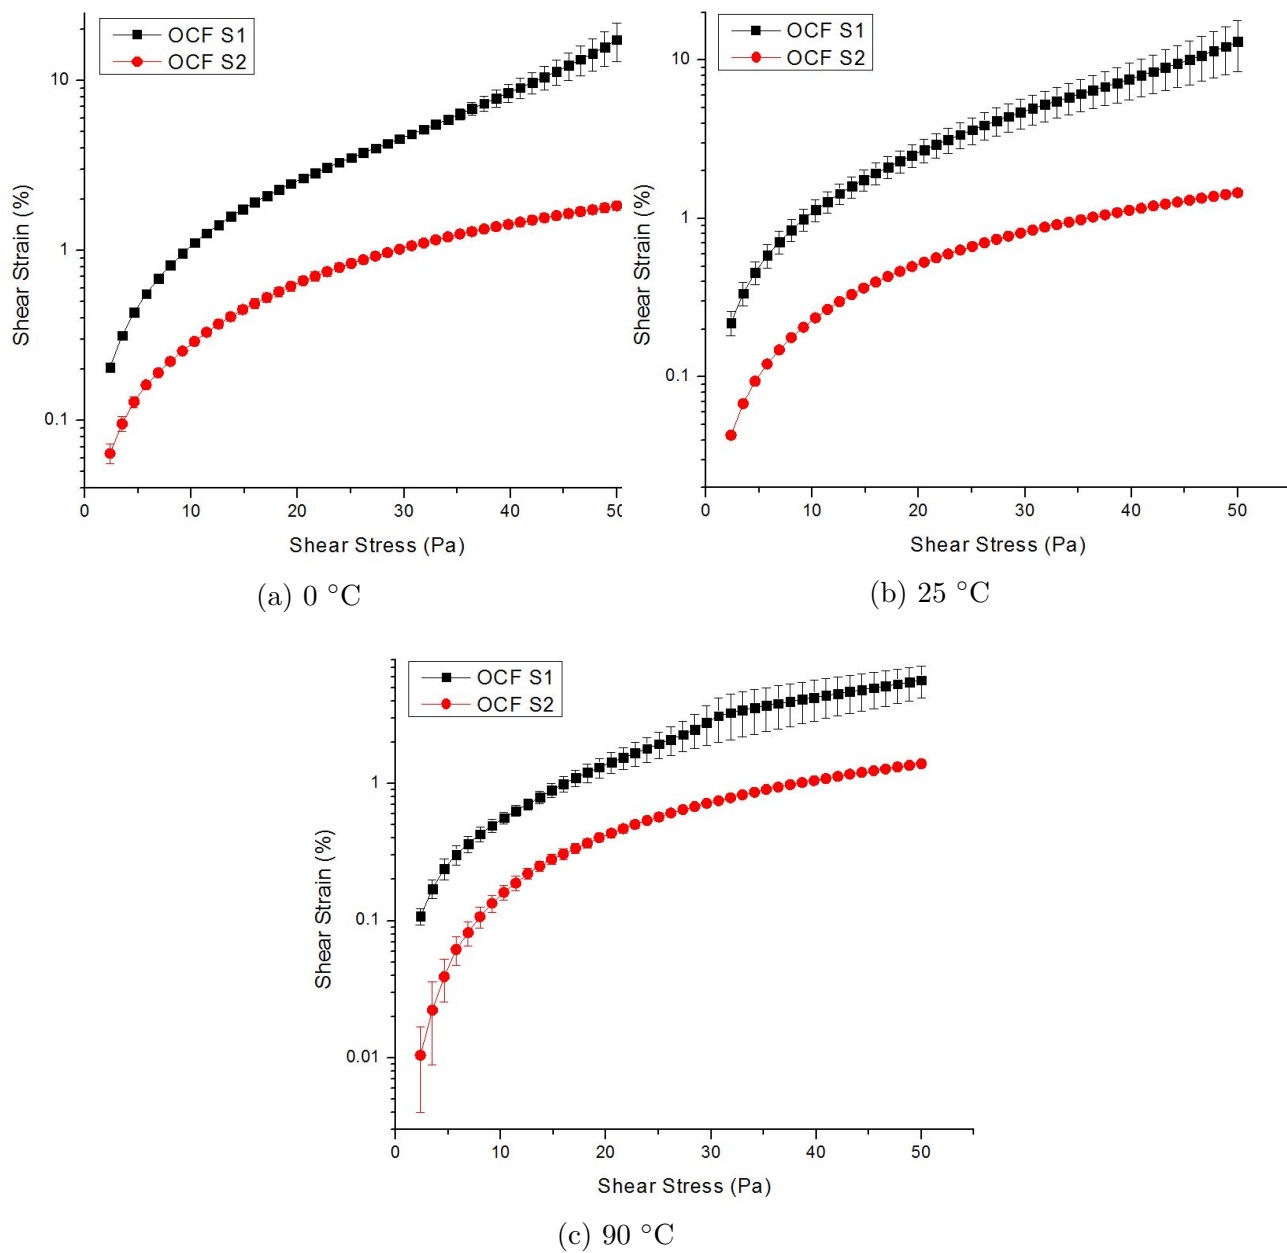 OCF S1
OCF S2
10
1
0.1
Shear Strain (%)
0
10
20
30
40
50
Shear Stress (Pa)
(a) 0 °C
OCF S1
OCF S2
10
1
0.1
Shear Strain (%)
0
10
20
30
40
50
Shear Stress (Pa)
(b) 25 °C
OCF S1
OCF S2
1
0.1
0.01
Shear Strain (%)
0
10
20
30
40
50
Shear Stress (Pa)
(c) 90 °C